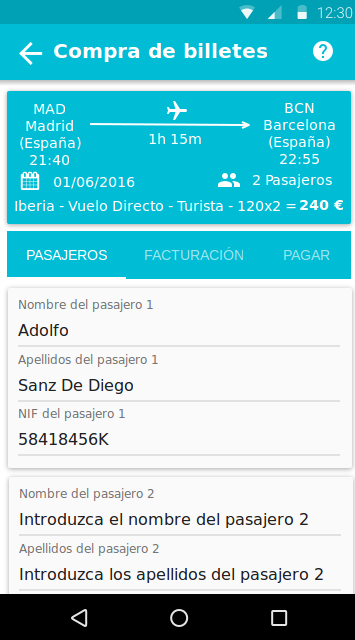 12:30
Compra de billetes
MAD
Madrid
(España)
21:40
1h 15m
BCN
Barcelona
(España)
22:55
01/06/2016
2 Pasajeros
Iberia - Vuelo Directo - Turista - 120x2 = 240 €
PASAJEROS FACTURACIÓN PAGAR
Nombre del pasajero 1
Adolfo
Apellidos del pasajero 1
Sanz De Diego
NIF del pasajero 1
58418456K
Nombre del pasajero 2
Introduzca el nombre del pasajero 2
Apellidos del pasajero 2
Introduzca los apellidos del pasajero 2